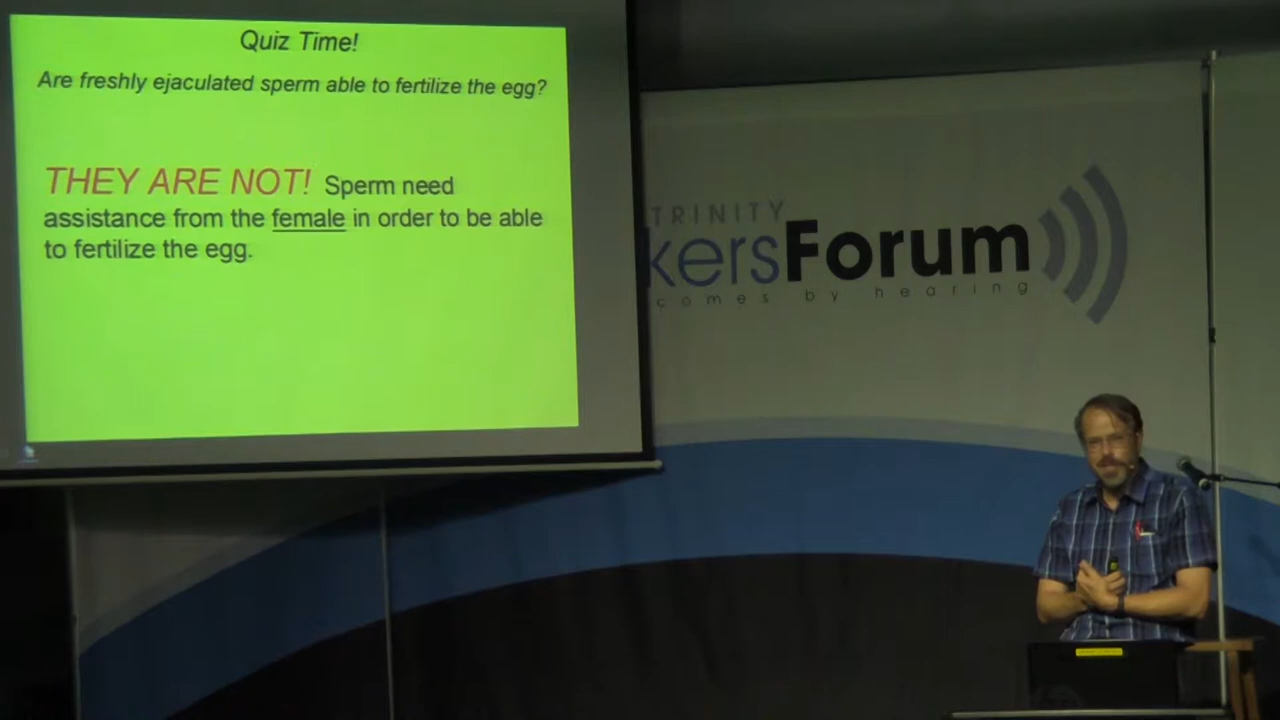 Quiz Time!
Are freshly ejaculated sperm able to fertilize the egg?
THEY ARE NOT! Sperm need
assistance from the female in order to be able
to fertilize the egg.
TRINITY
kersForum
comes by hearing